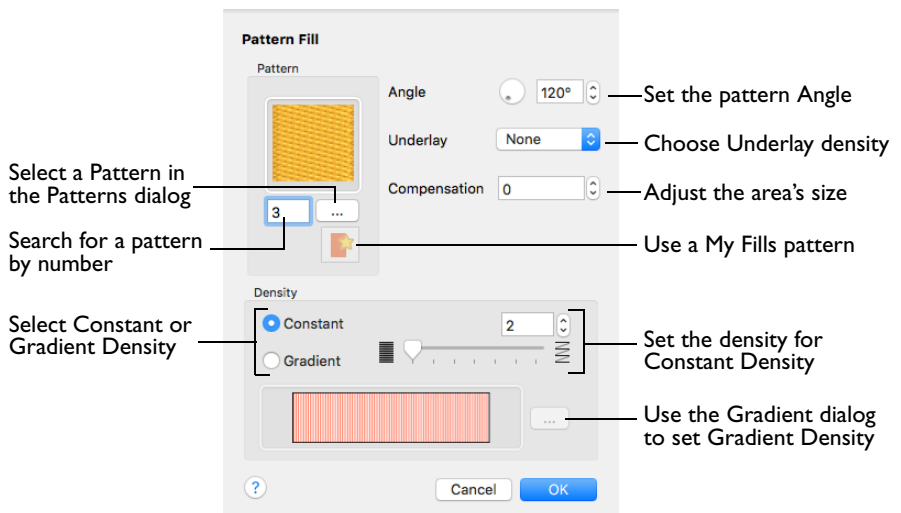 Pattern Fill
Pattern
Angle
120°
Set the pattern Angle
Underlay
None
Choose Underlay density
Compensation
0
Adjust the area's size
Select a Pattern in
the Patterns dialog
3
...
Search for a pattern
by number
Use a My Fills pattern
Density
Select Constant or
Gradient Density
Constant
2
Gradient
Set the density for
Constant Density
...
Use the Gradient dialog
to set Gradient Density
?
Cancel
OK